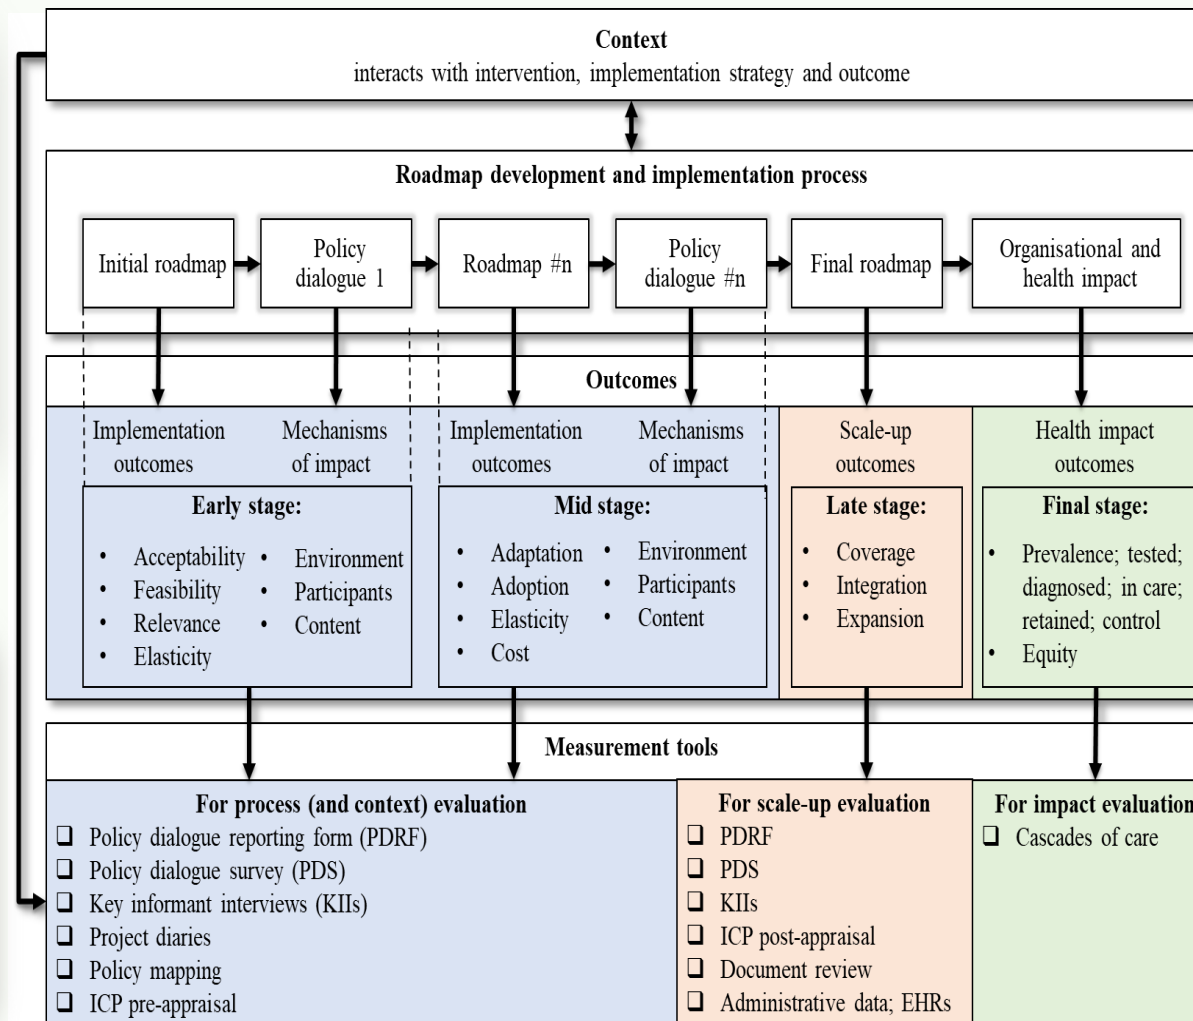 Context
interacts with intervention, implementation strategy and outcome
Roadmap development and implementation process
Initial roadmap
Policy
dialogue 1
Roadmap #n
Policy
dialogue #n
Final roadmap
Organisational and
health impact
Outcomes
Implementation
outcomes
Mechanisms
of impact
Implementation
outcomes
Mechanisms
of impact
Scale-up
outcomes
Health impact
outcomes
Early stage:
• Acceptability
• Feasibility
• Relevance
• Elasticity
• Environment
• Participants
• Content
Mid stage:
• Adaptation
• Adoption
• Elasticity
• Cost
• Environment
• Participants
• Content
Late stage:
• Coverage
• Integration
• Expansion
Final stage:
• Prevalence; tested;
diagnosed; in care;
retained; control
• Equity
Measurement tools
For process (and context) evaluation
❑ Policy dialogue reporting form (PDRF)
❑ Policy dialogue survey (PDS)
❑ Key informant interviews (KIIs)
❑ Project diaries
❑ Policy mapping
❑ ICP pre-appraisal
For scale-up evaluation
❑ PDRF
❑ PDS
❑ KIIs
❑ ICP post-appraisal
❑ Document review
❑ Administrative data; EHRs
For impact evaluation
❑ Cascades of care